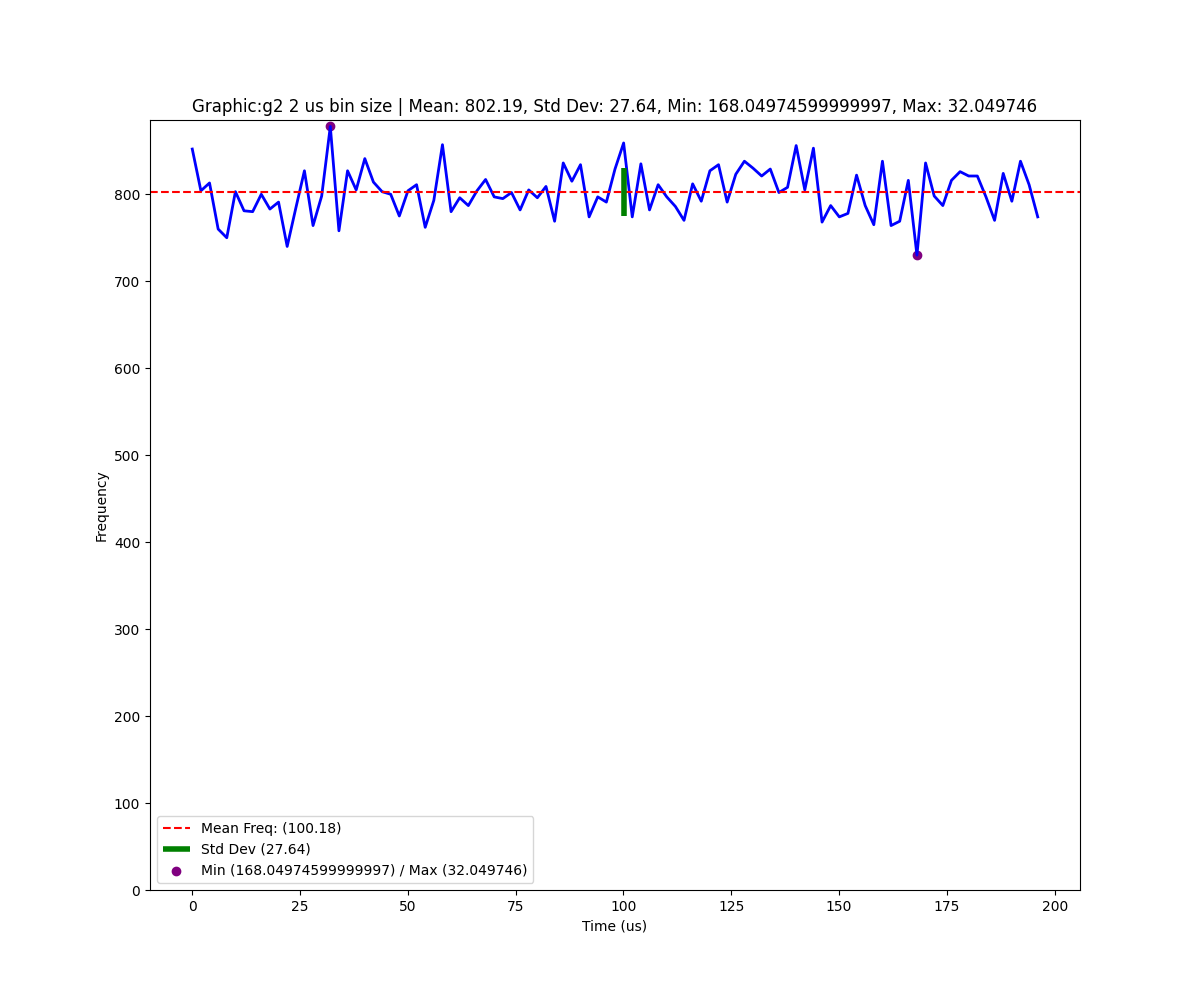 Graphic:g2 2 us bin size | Mean: 802.19, Std Dev: 27.64, Min: 168.04974599999997, Max: 32.049746
800
700
600
500
400
300
200
100
0
Frequency
Mean Freq: (100.18)
Std Dev (27.64)
Min (168.04974599999997) / Max (32.049746)
0 25 50 75 100 125 150 175 200
Time (us)